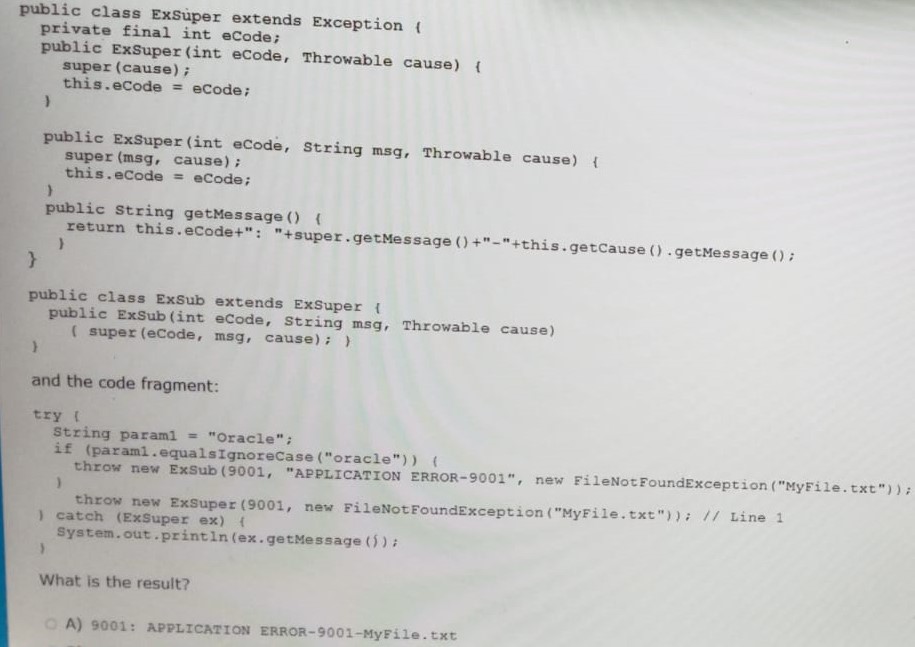 public class ExSuper extends Exception {
private final int eCode;
public ExSuper(int eCode, Throwable cause) {
super(cause);
this.eCode = eCode;
}
public ExSuper(int eCode, String msg, Throwable cause) {
super(msg, cause);
this.eCode = eCode;
}
public String getMessage() {
return this.eCode+": "+super.getMessage()+"-"+this.getCause().getMessage();
}
}
public class ExSub extends ExSuper {
public ExSub(int eCode, String msg, Throwable cause)
{ super(eCode, msg, cause); }
}
and the code fragment:
try {
String param1 = "Oracle";
if (param1.equalsIgnoreCase("oracle")) {
throw new ExSub(9001, "APPLICATION ERROR-9001", new FileNotFoundException("MyFile.txt"));
}
throw new ExSuper(9001, new FileNotFoundException("MyFile.txt")); // Line 1
} catch (ExSuper ex) {
System.out.println(ex.getMessage());
}
What is the result?
A) 9001: APPLICATION ERROR-9001-MyFile.txt